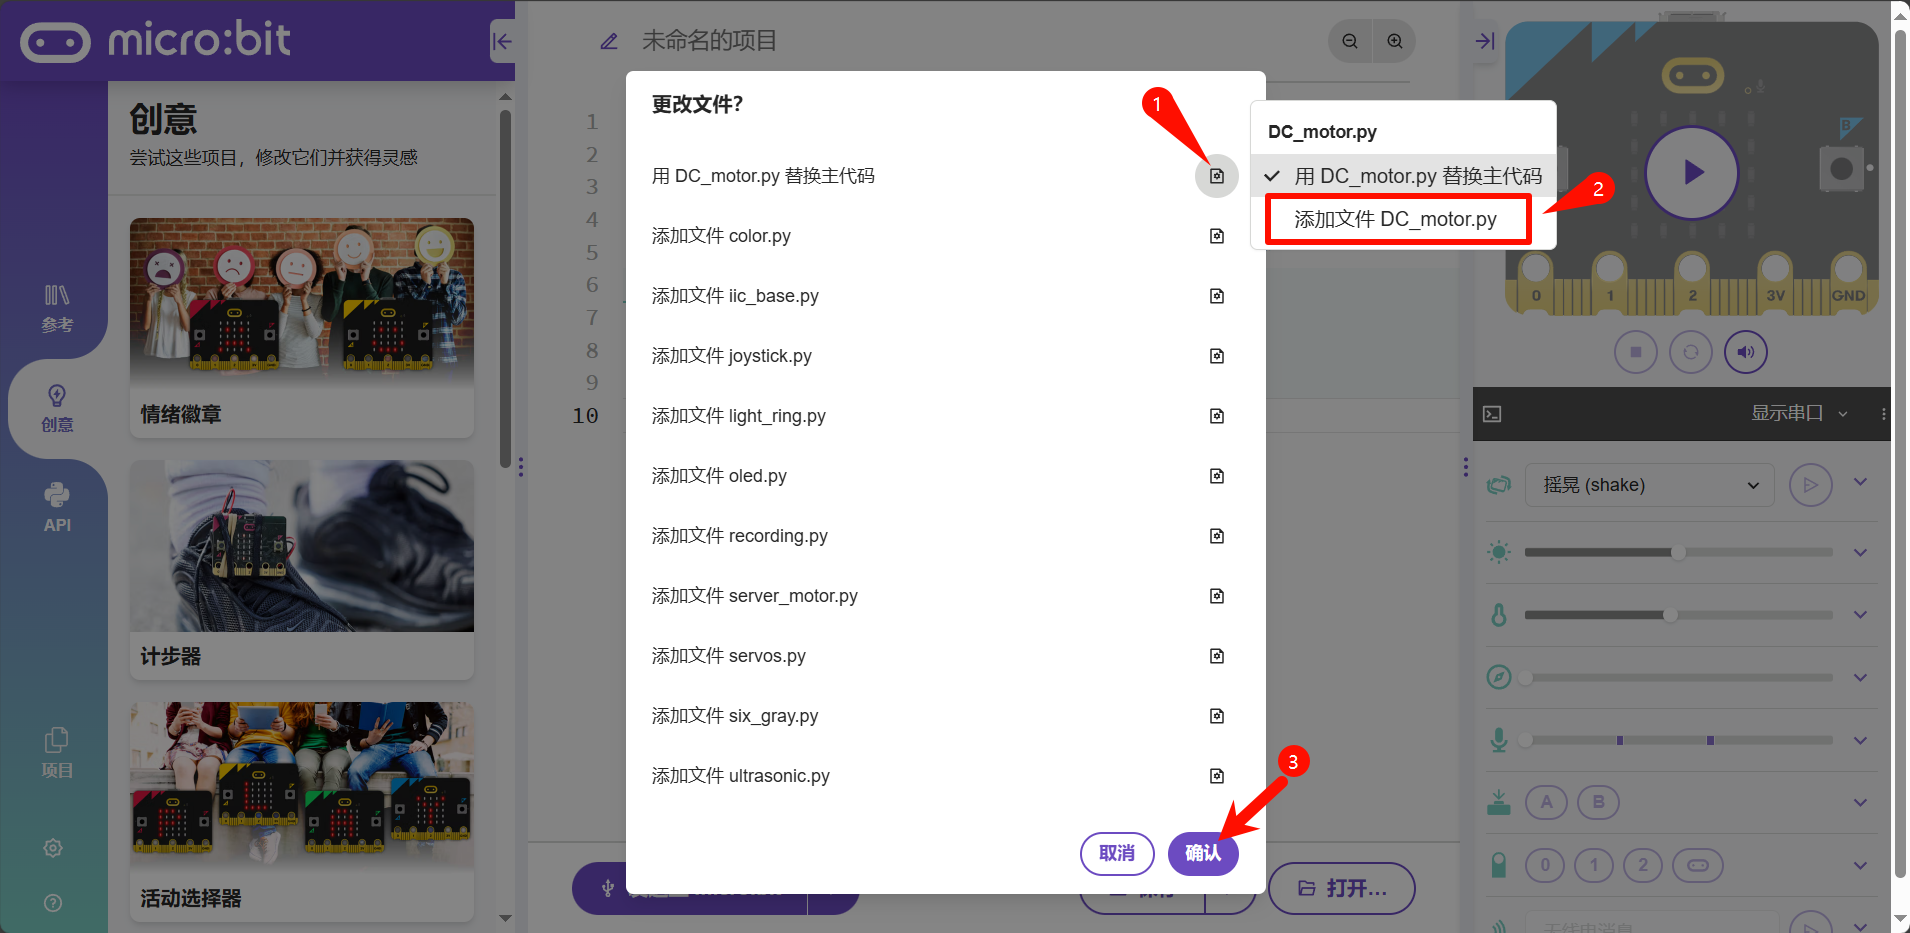 micro:bit
未命名的项目
创意
尝试这些项目，修改它们并获得灵感
参考
创意
API
项目
情绪徽章
计步器
活动选择器
1
2
3
4
5
6
7
8
9
10
更改文件？
用 DC_motor.py 替换主代码
添加文件 color.py
添加文件 iic_base.py
添加文件 joystick.py
添加文件 light_ring.py
添加文件 oled.py
添加文件 recording.py
添加文件 server_motor.py
添加文件 servos.py
添加文件 six_gray.py
添加文件 ultrasonic.py
取消
确认
1
DC_motor.py
用 DC_motor.py 替换主代码
添加文件 DC_motor.py
2
3
打开...
B
0
1
2
3V
GND
显示串口
摇晃 (shake)
A
B
0
1
2